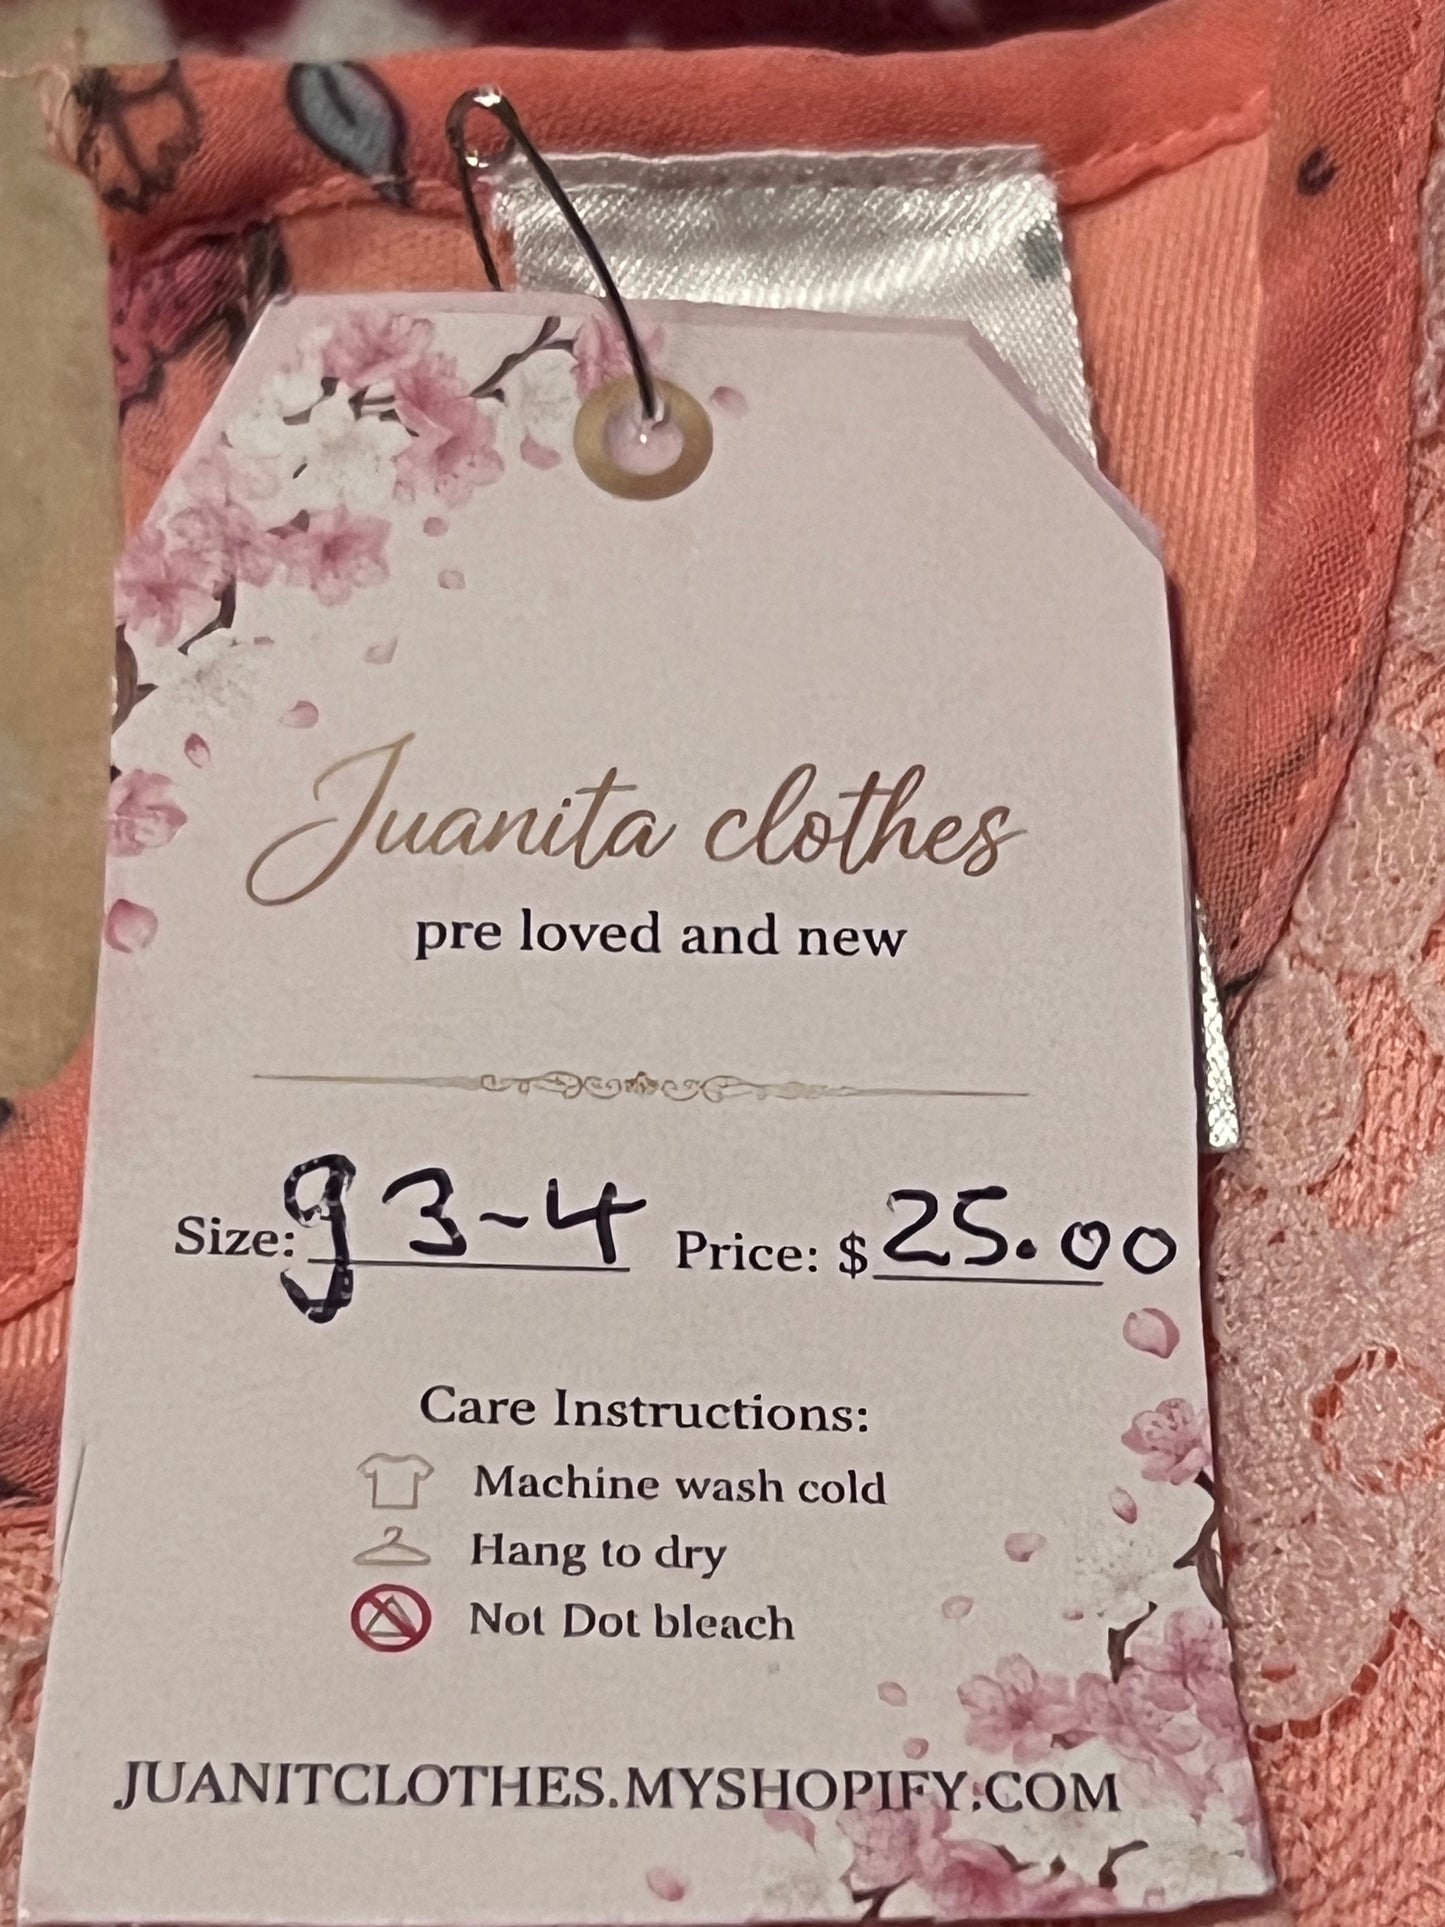 Juanita clothes
pre loved and new
Size: g 3-4 Price: $ 25.00
Care Instructions:
Machine wash cold
Hang to dry
Not Dot bleach
JUANITCLOTHES.MYSHOPIFY.COM